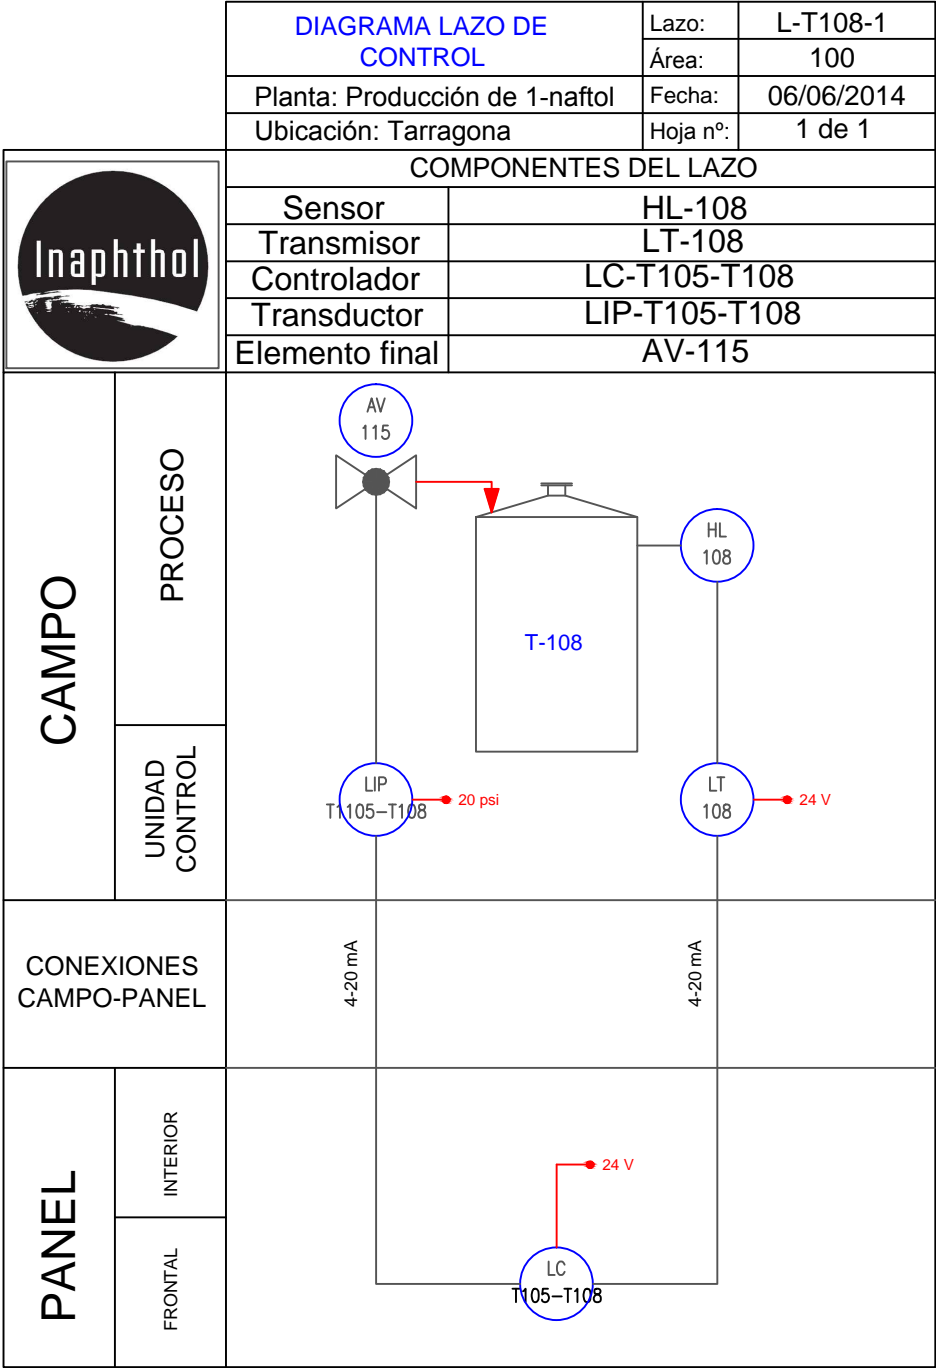 DIAGRAMA LAZO DE
CONTROL
Lazo: L-T108-1
Área: 100
Planta: Producción de 1-naftol
Fecha: 06/06/2014
Ubicación: Tarragona
Hoja nº: 1 de 1
Inaphthol
COMPONENTES DEL LAZO
Sensor HL-108
Transmisor LT-108
Controlador LC-T105-T108
Transductor LIP-T105-T108
Elemento final AV-115
CAMPO
PROCESO
AV
115
HL
108
T-108
UNIDAD
CONTROL
LIP
T1105-T108
20 psi
LT
108
24 V
CONEXIONES
CAMPO-PANEL
4-20 mA
4-20 mA
PANEL
INTERIOR
24 V
FRONTAL
LC
T105-T108